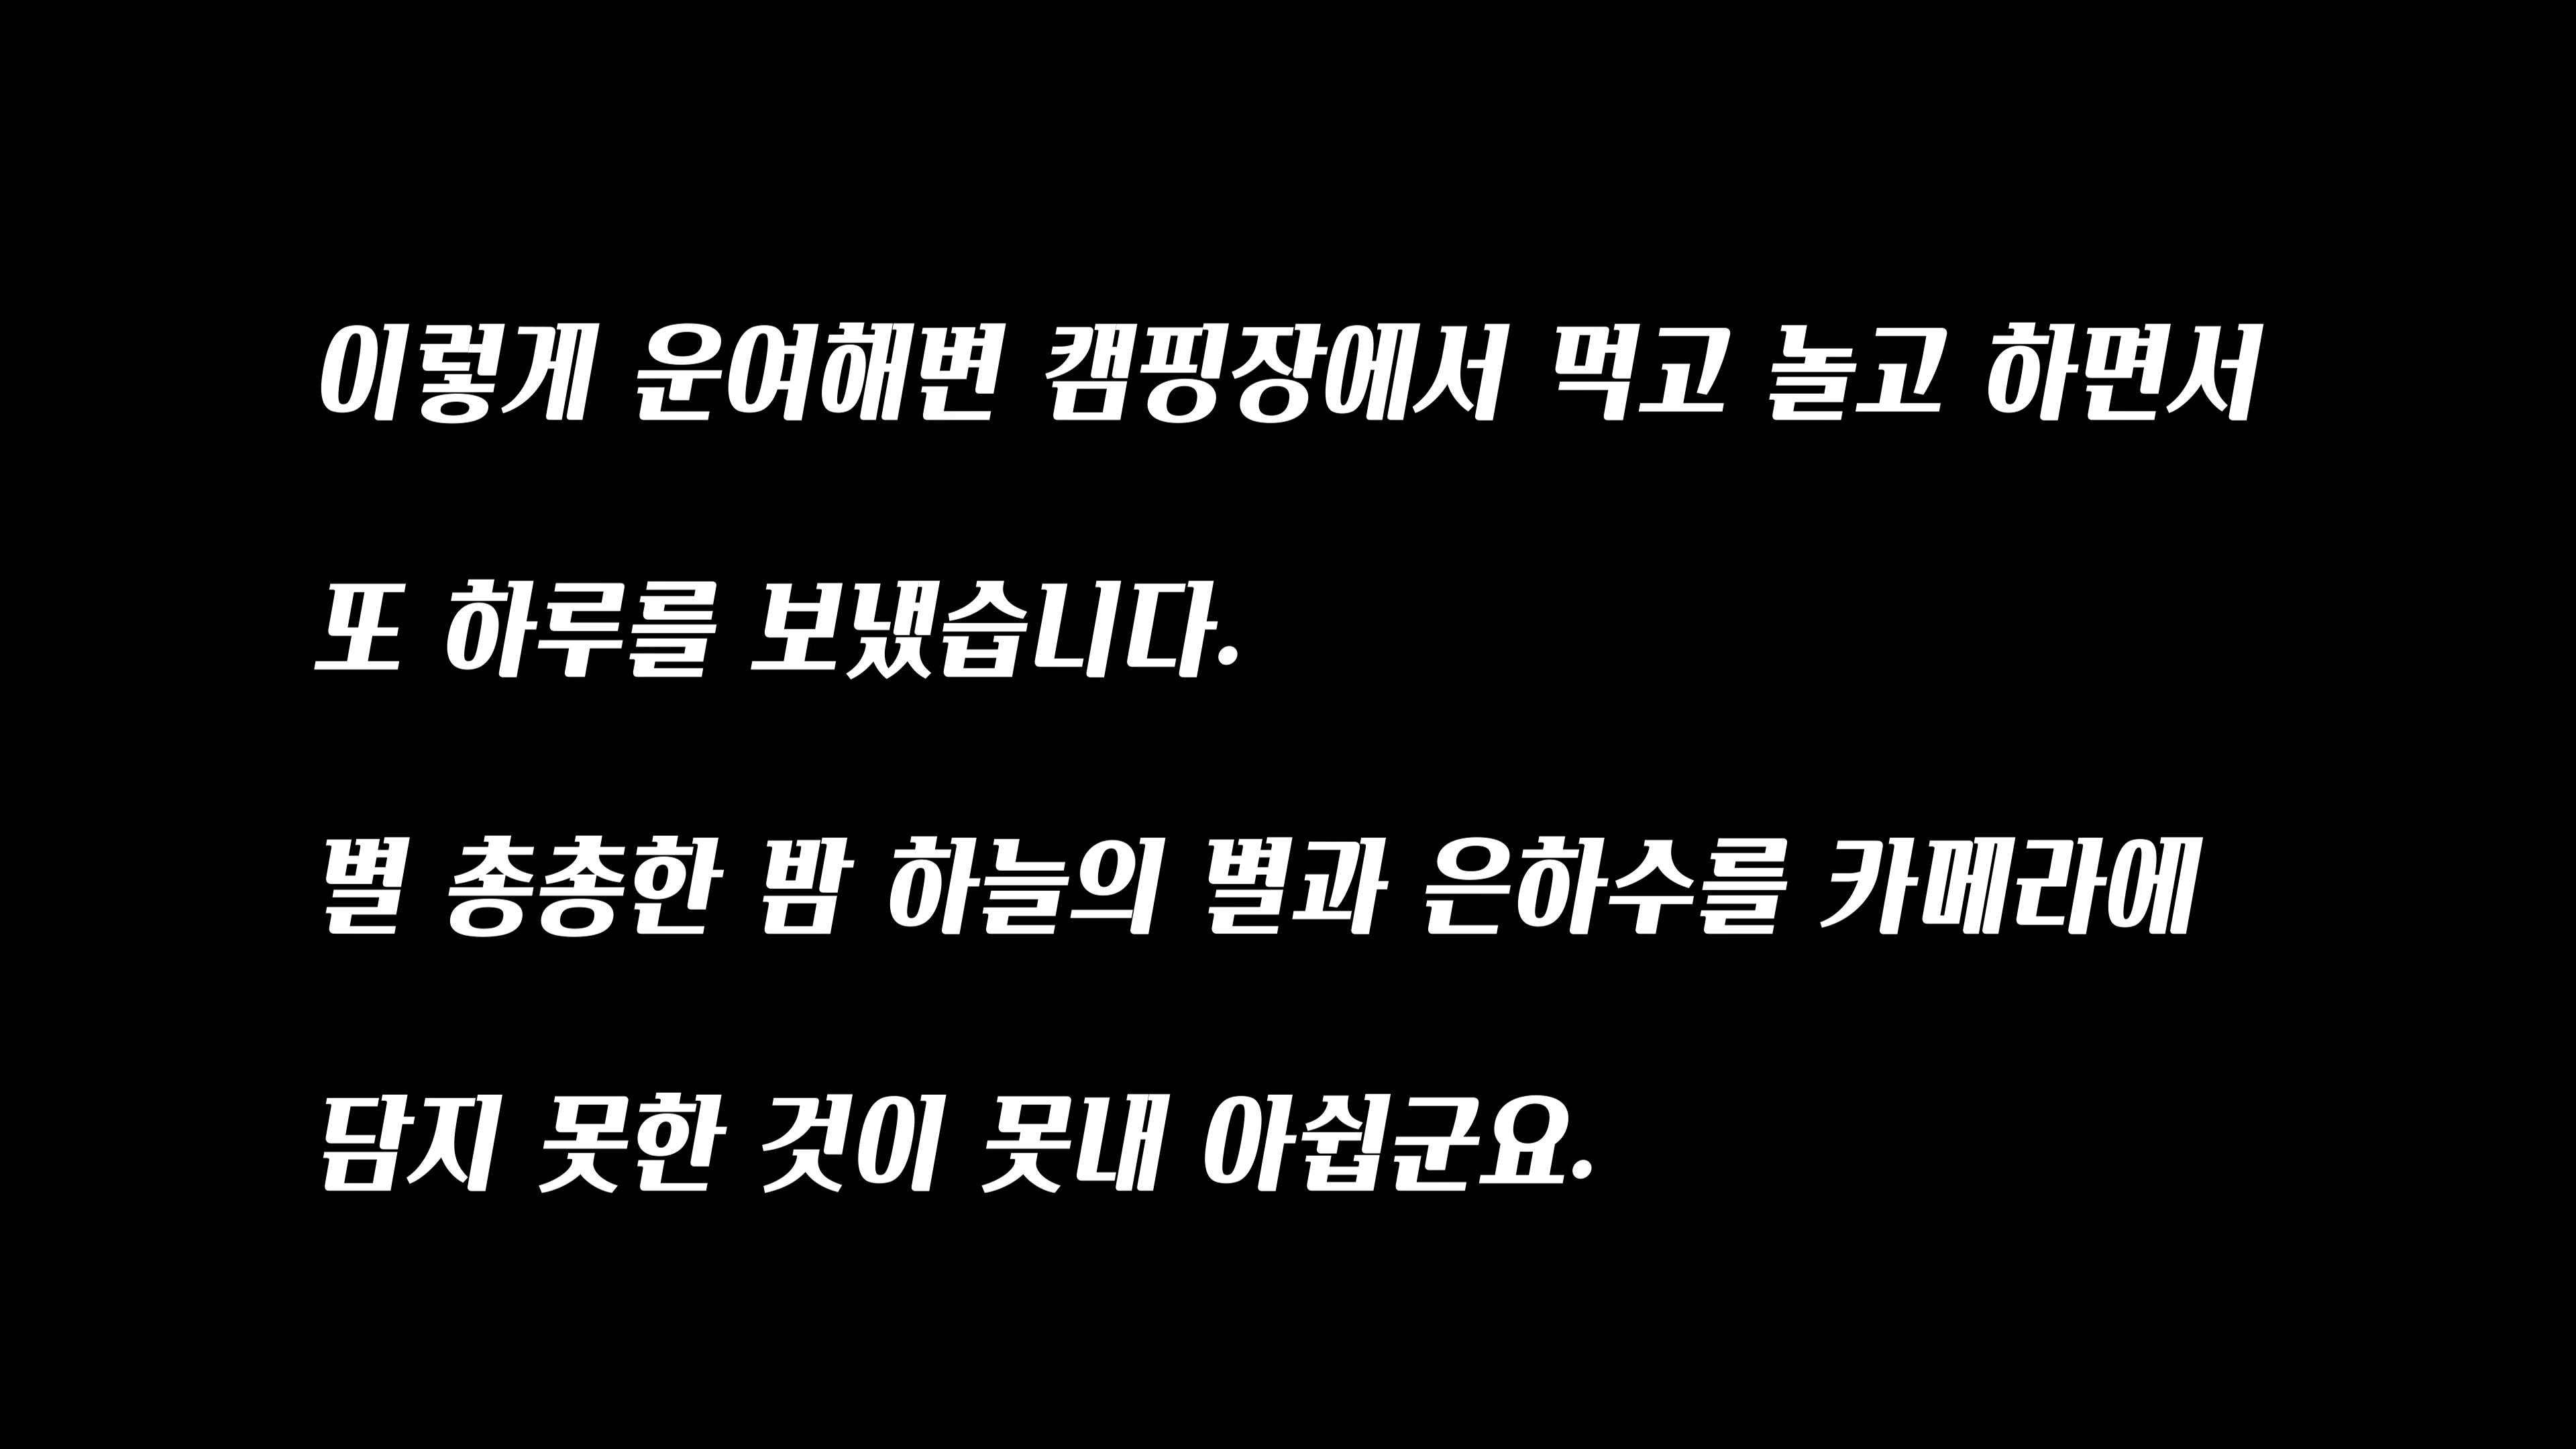 이렇게 운여해변 캠핑장에서 먹고 놀고 하면서
또 하루를 보냈습니다.
별 총총한 밤 하늘의 별과 은하수를 카메라에
담지 못한 것이 못내 아쉽군요.